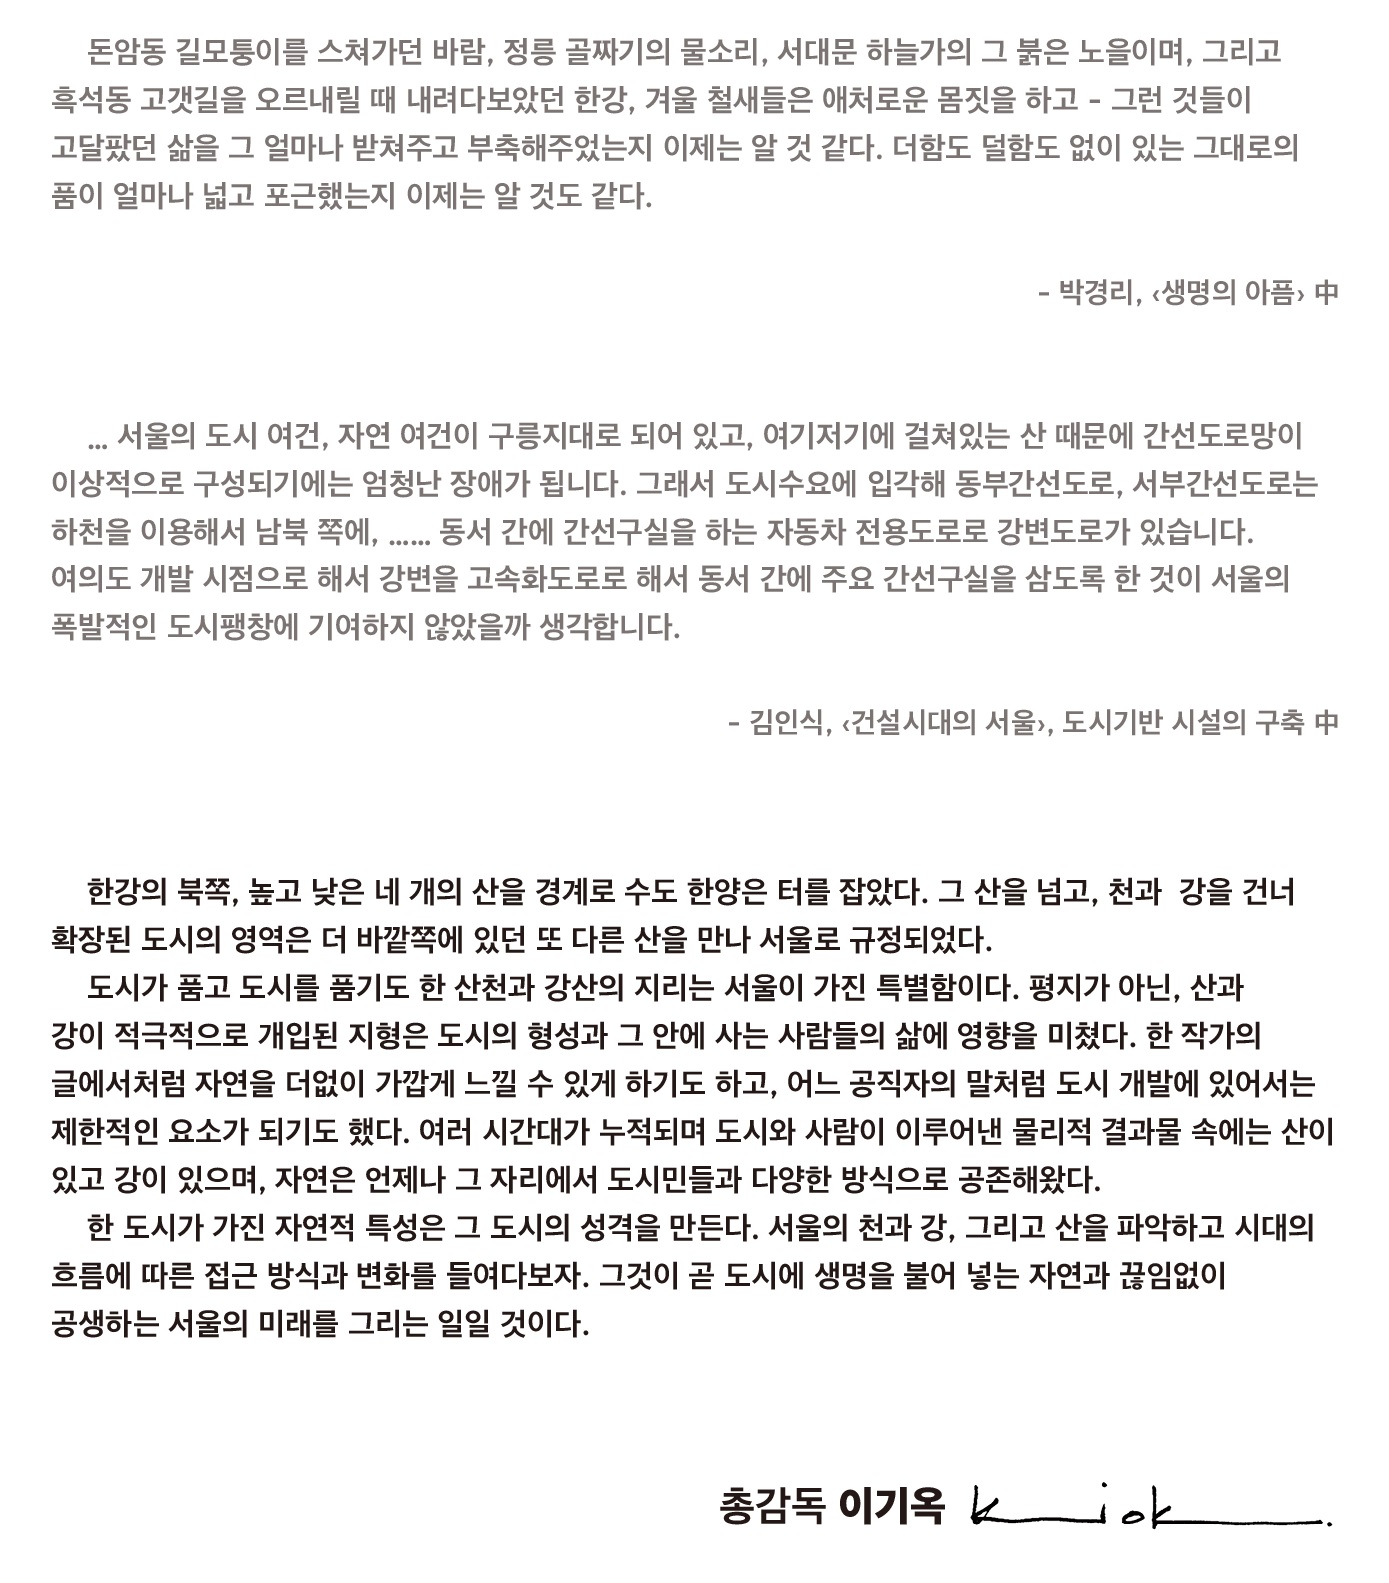 돈암동 길모퉁이를 스쳐가던 바람, 정릉 골짜기의 물소리, 서대문 하늘가의 그 붉은 노을이며, 그리고
흑석동 고갯길을 오르내릴 때 내려다보았던 한강, 겨울 철새들은 애처로운 몸짓을 하고 - 그런 것들이
고달팠던 삶을 그 얼마나 받쳐주고 부축해주었는지 이제는 알 것 같다. 더함도 덜함도 없이 있는 그대로의
품이 얼마나 넓고 포근했는지 이제는 알 것도 같다.
- 박경리, ‹생명의 아픔› 中
... 서울의 도시 여건, 자연 여건이 구릉지대로 되어 있고, 여기저기에 걸쳐있는 산 때문에 간선도로망이
이상적으로 구성되기에는 엄청난 장애가 됩니다. 그래서 도시수요에 입각해 동부간선도로, 서부간선도로는
하천을 이용해서 남북 쪽에, ...... 동서 간에 간선구실을 하는 자동차 전용도로로 강변도로가 있습니다.
여의도 개발 시점으로 해서 강변을 고속화도로로 해서 동서 간에 주요 간선구실을 삼도록 한 것이 서울의
폭발적인 도시팽창에 기여하지 않았을까 생각합니다.
- 김인식, ‹건설시대의 서울›, 도시기반 시설의 구축 中
한강의 북쪽, 높고 낮은 네 개의 산을 경계로 수도 한양은 터를 잡았다. 그 산을 넘고, 천과  강을 건너
확장된 도시의 영역은 더 바깥쪽에 있던 또 다른 산을 만나 서울로 규정되었다.
도시가 품고 도시를 품기도 한 산천과 강산의 지리는 서울이 가진 특별함이다. 평지가 아닌, 산과
강이 적극적으로 개입된 지형은 도시의 형성과 그 안에 사는 사람들의 삶에 영향을 미쳤다. 한 작가의
글에서처럼 자연을 더없이 가깝게 느낄 수 있게 하기도 하고, 어느 공직자의 말처럼 도시 개발에 있어서는
제한적인 요소가 되기도 했다. 여러 시간대가 누적되며 도시와 사람이 이루어낸 물리적 결과물 속에는 산이
있고 강이 있으며, 자연은 언제나 그 자리에서 도시민들과 다양한 방식으로 공존해왔다.
한 도시가 가진 자연적 특성은 그 도시의 성격을 만든다. 서울의 천과 강, 그리고 산을 파악하고 시대의
흐름에 따른 접근 방식과 변화를 들여다보자. 그것이 곧 도시에 생명을 불어 넣는 자연과 끊임없이
공생하는 서울의 미래를 그리는 일일 것이다.
총감독 이기옥 kiok.